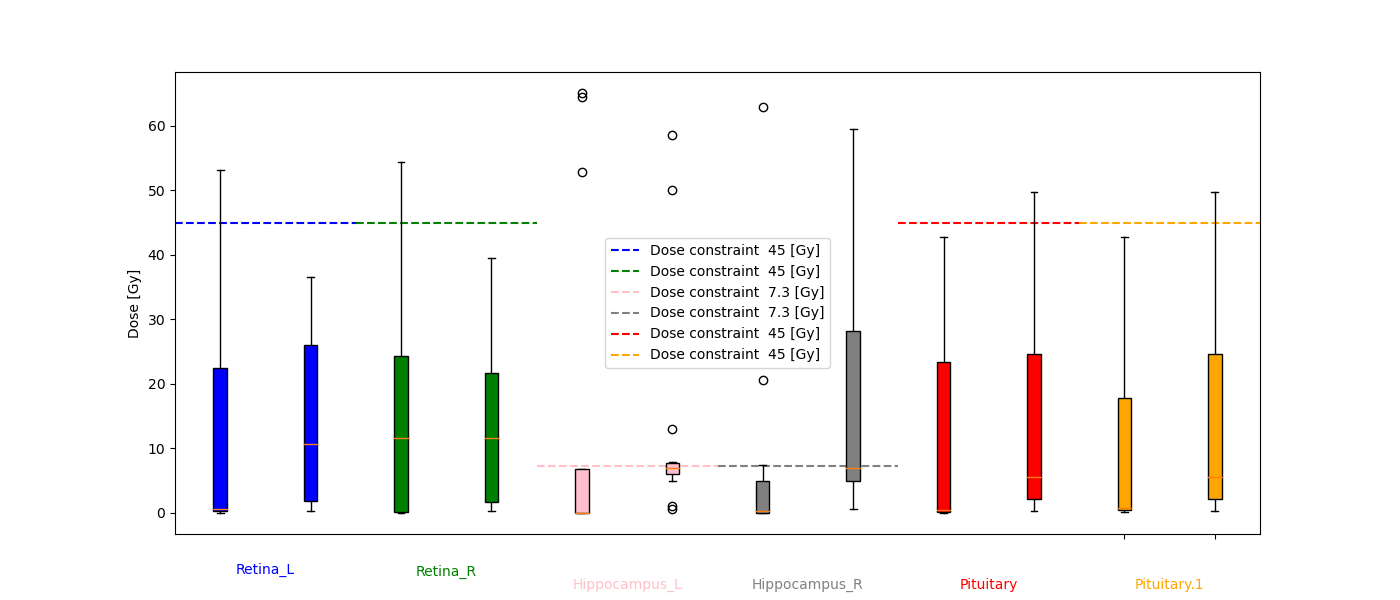 60
50
40
30
20
10
0
Dose [Gy]
Dose constraint  45 [Gy]
Dose constraint  45 [Gy]
Dose constraint  7.3 [Gy]
Dose constraint  7.3 [Gy]
Dose constraint  45 [Gy]
Dose constraint  45 [Gy]
Retina_L
Retina_R
Hippocampus_L
Hippocampus_R
Pituitary
Pituitary.1